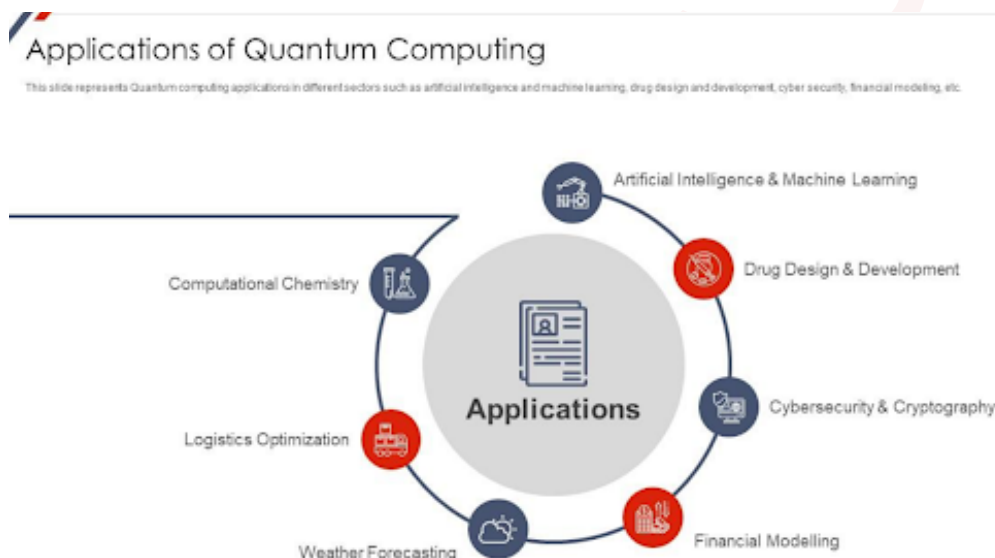 Applications of Quantum Computing
This slide represents Quantum computing applications in different sectors such as artificial intelligence and machine learning, drug design and development, cyber security, financial modeling, etc.
Artificial Intelligence & Machine Learning
Drug Design & Development
Cybersecurity & Cryptography
Financial Modelling
Weather Forecasting
Logistics Optimization
Computational Chemistry
Applications